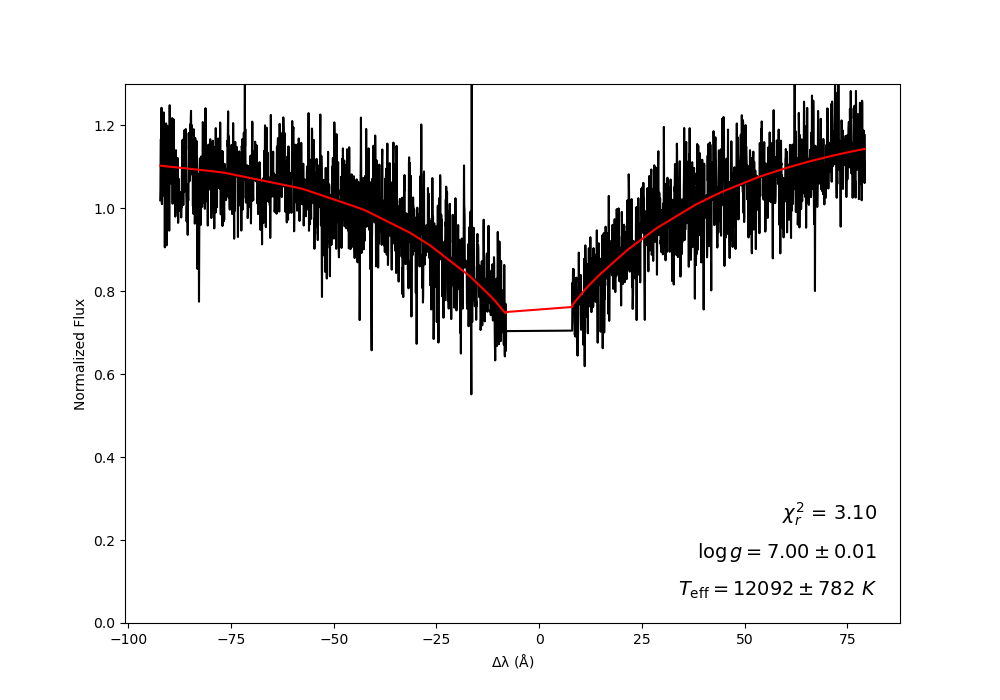 1.2
1.0
0.8
0.6
0.4
0.2
0.0
Normalized Flux
χ²ᵣ = 3.10
log g = 7.00 ± 0.01
T_eff = 12092 ± 782 K
−100 −75 −50 −25 0 25 50 75
Δλ (Å)